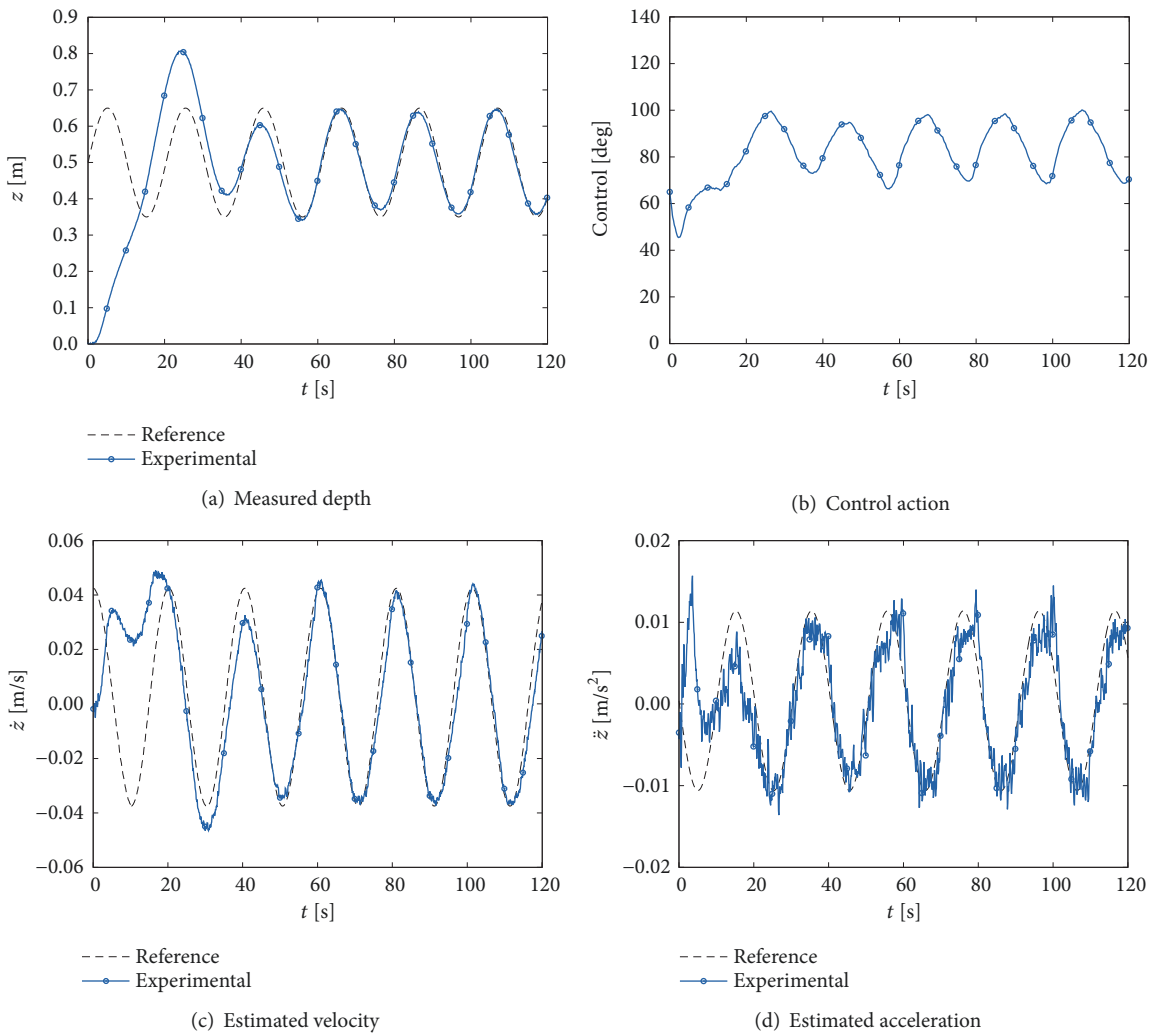 0.9
0.8
0.7
0.6
0.5
0.4
0.3
0.2
0.1
0.0
z [m]
0 20 40 60 80 100 120
t [s]
Reference
Experimental
(a) Measured depth
140
120
100
80
60
40
20
0
Control [deg]
0 20 40 60 80 100 120
t [s]
(b) Control action
0.06
0.04
0.02
0.00
−0.02
−0.04
−0.06
ż [m/s]
0 20 40 60 80 100 120
t [s]
Reference
Experimental
(c) Estimated velocity
0.02
0.01
0.00
−0.01
−0.02
z̈ [m/s²]
0 20 40 60 80 100 120
t [s]
Reference
Experimental
(d) Estimated acceleration